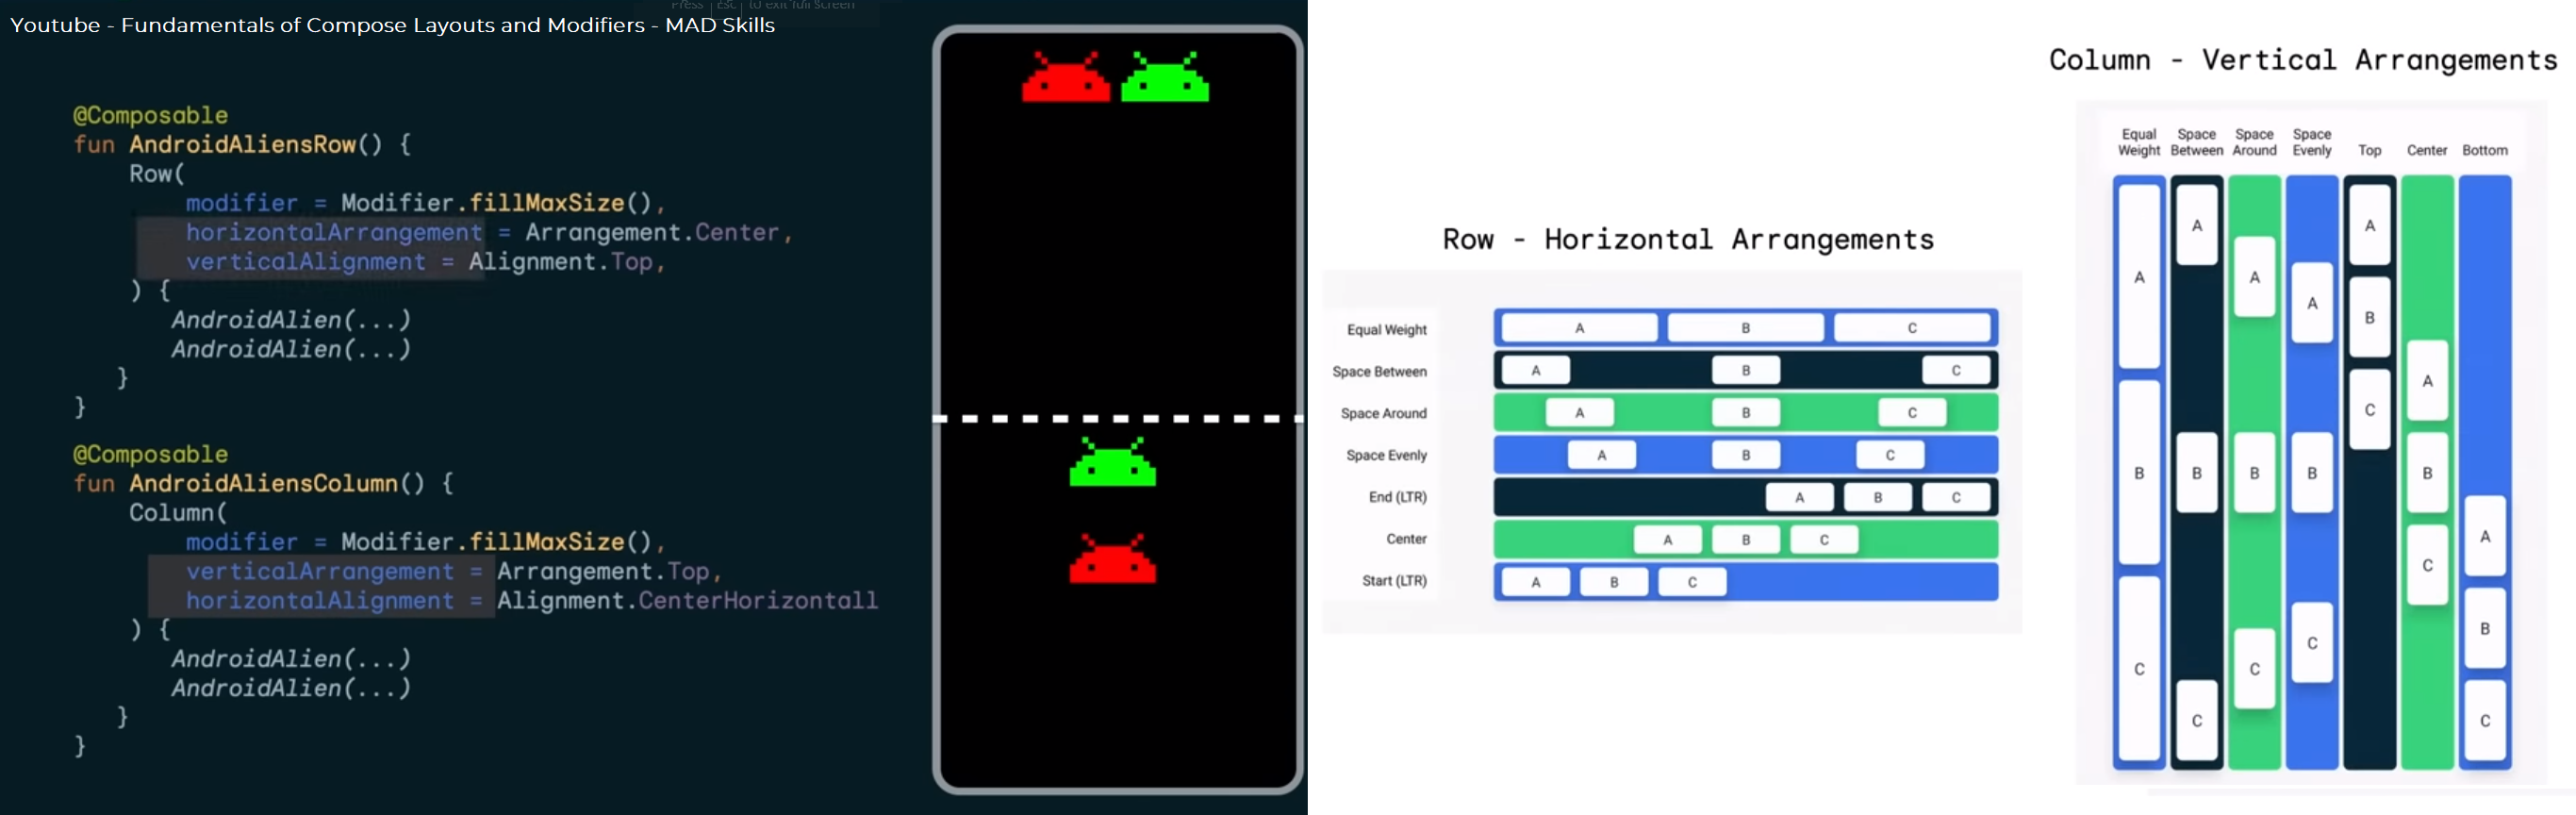 Press | Esc | to exit full screen
Youtube - Fundamentals of Compose Layouts and Modifiers - MAD Skills
@Composable
fun AndroidAliensRow() {
Row(
modifier = Modifier.fillMaxSize(),
horizontalArrangement = Arrangement.Center,
verticalAlignment = Alignment.Top,
) {
AndroidAlien(...)
AndroidAlien(...)
}
}
@Composable
fun AndroidAliensColumn() {
Column(
modifier = Modifier.fillMaxSize(),
verticalArrangement = Arrangement.Top,
horizontalAlignment = Alignment.CenterHorizontall
) {
AndroidAlien(...)
AndroidAlien(...)
}
}
Row - Horizontal Arrangements
Equal Weight A B C
Space Between A B C
Space Around A B C
Space Evenly A B C
End (LTR) A B C
Center A B C
Start (LTR) A B C
Column - Vertical Arrangements
Equal Weight
Space Between
Space Around
Space Evenly
Top
Center
Bottom
A
B
C
A
B
C
A
B
C
A
B
C
A
B
C
A
B
C
A
B
C